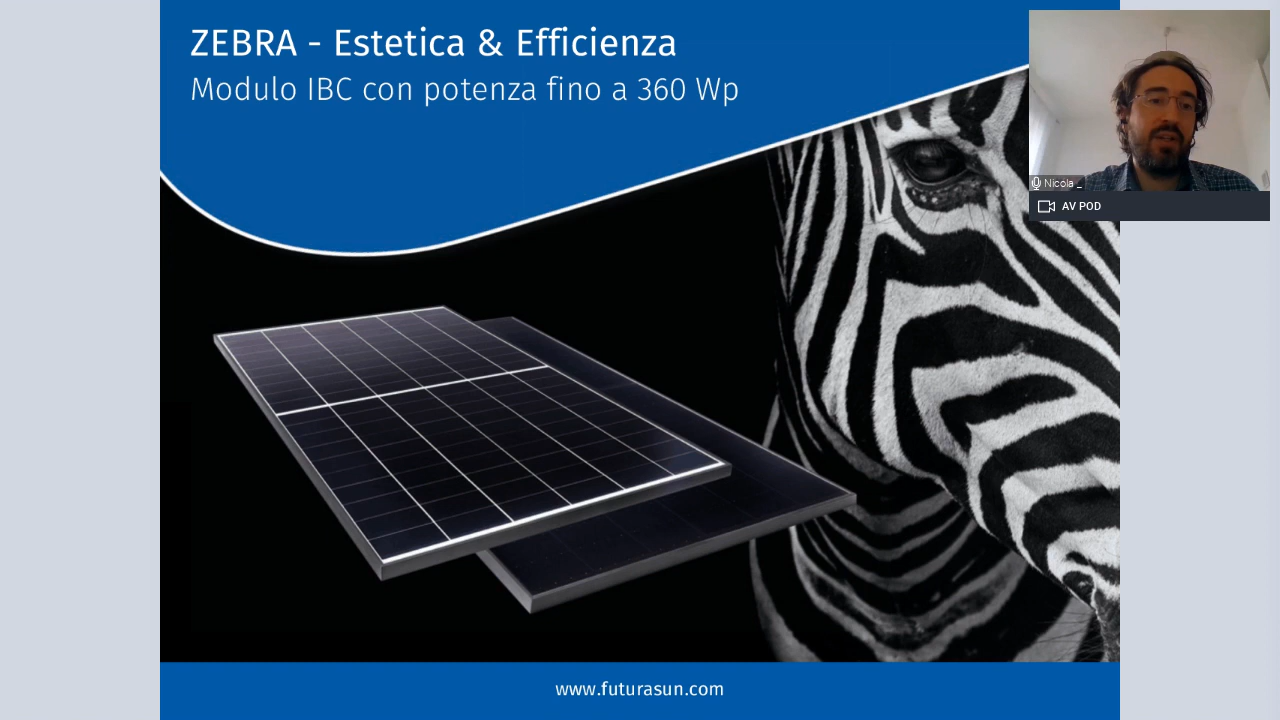 ZEBRA - Estetica & Efficienza
Modulo IBC con potenza fino a 360 Wp
Nicola _
AV POD
www.futurasun.com